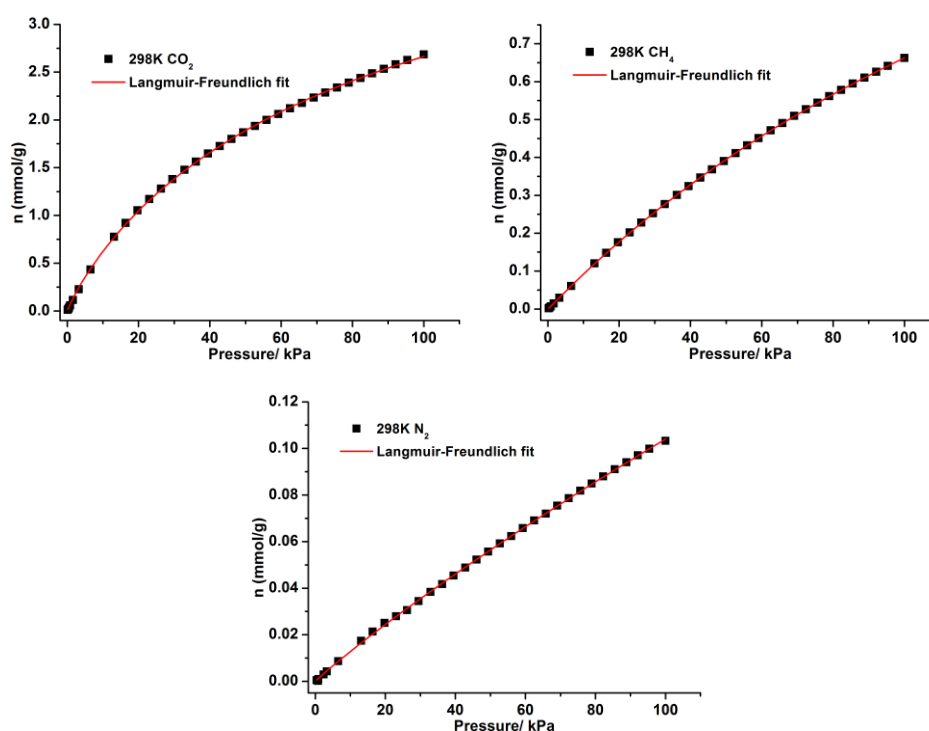 298K CO₂
Langmuir-Freundlich fit
n (mmol/g)
3.0
2.5
2.0
1.5
1.0
0.5
0.0
0 20 40 60 80 100
Pressure/ kPa
298K CH₄
Langmuir-Freundlich fit
n (mmol/g)
0.7
0.6
0.5
0.4
0.3
0.2
0.1
0.0
0 20 40 60 80 100
Pressure/ kPa
298K N₂
Langmuir-Freundlich fit
n (mmol/g)
0.12
0.10
0.08
0.06
0.04
0.02
0.00
0 20 40 60 80 100
Pressure/ kPa